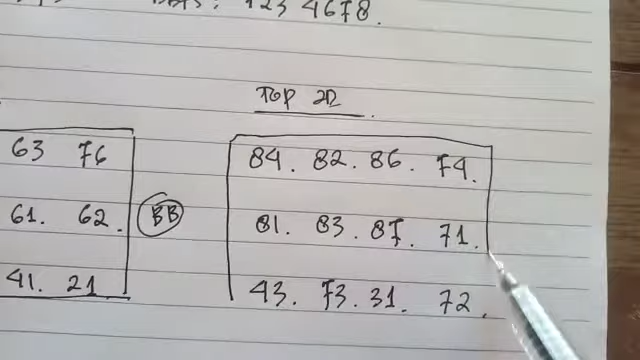 : 123 4678.
TOP 2D
63 76
61. 62.
41. 21
BB
84. 82. 86. 74.
81. 83. 87. 71.
43. 73. 31. 72.